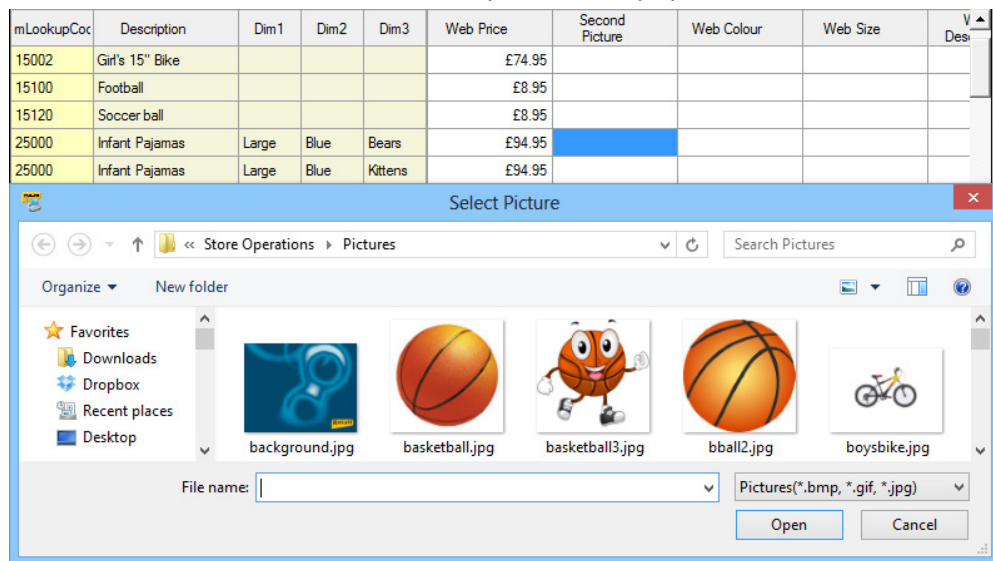 mLookupCoc Description Dim1 Dim2 Dim3 Web Price Second Picture Web Colour Web Size
15002 Girl's 15" Bike £74.95
15100 Football £8.95
15120 Soccer ball £8.95
25000 Infant Pajamas Large Blue Bears £94.95
25000 Infant Pajamas Large Blue Kittens £94.95
Select Picture
« Store Operations Pictures Search Pictures
Organize New folder
Favorites
Downloads
Dropbox
Recent places
Desktop
background.jpg basketball.jpg basketball3.jpg bball2.jpg boysbike.jpg
File name: Pictures(*.bmp, *.gif, *.jpg)
Open Cancel